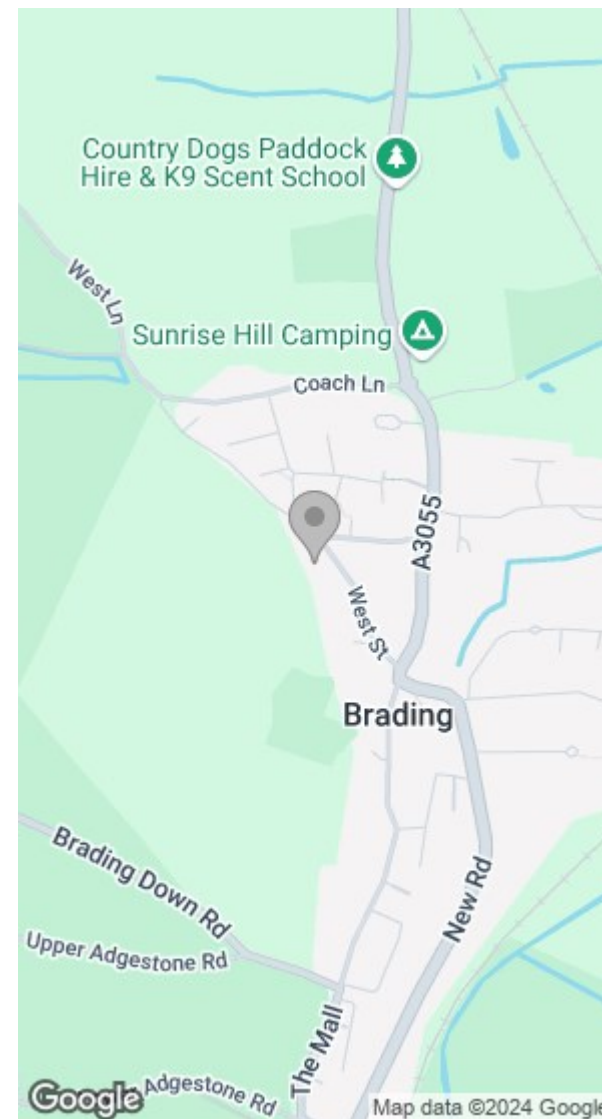 Country Dogs Paddock
Hire & K9 Scent School
West Ln
Sunrise Hill Camping
Coach Ln
A3055
West St
Brading
Brading Down Rd
New Rd
Upper Adgestone Rd
The Mall
Adgestone Rd
Google
Map data ©2024 Google